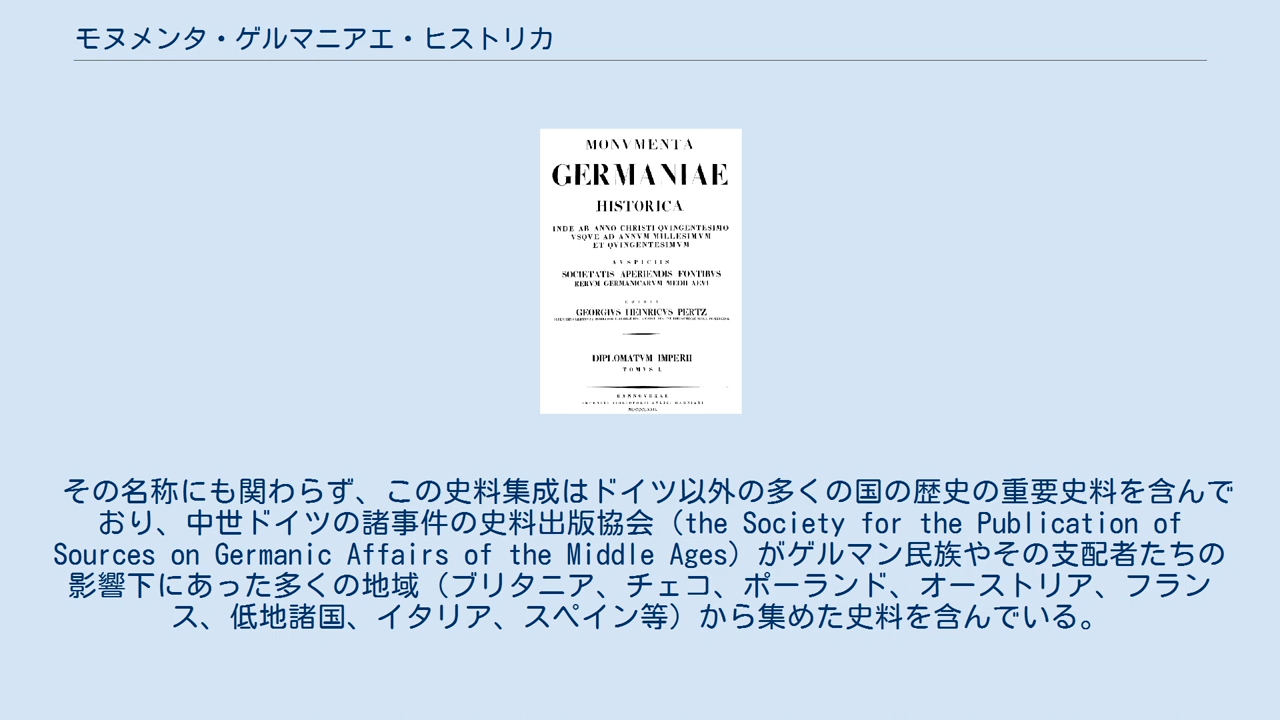 モヌメンタ・ゲルマニアエ・ヒストリカ
MONVMENTA
GERMANIAE
HISTORICA
INDE AB ANNO CHRISTI QVINGENTESIMO
VSQVE AD ANNVM MILLESIMVM
ET QVINGENTESIMVM
AVSPICIIS
SOCIETATIS APERIENDIS FONTIBVS
RERVM GERMANICARVM MEDII AEVI
EDIDIT
GEORGIVS HEINRICVS PERTZ
DIPLOMATVM IMPERII
TOMVS I.
HANNOVERAE
その名称にも関わらず、この史料集成はドイツ以外の多くの国の歴史の重要史料を含んで
おり、中世ドイツの諸事件の史料出版協会（the Society for the Publication of
Sources on Germanic Affairs of the Middle Ages）がゲルマン民族やその支配者たちの
影響下にあった多くの地域（ブリタニア、チェコ、ポーランド、オーストリア、フラン
ス、低地諸国、イタリア、スペイン等）から集めた史料を含んでいる。